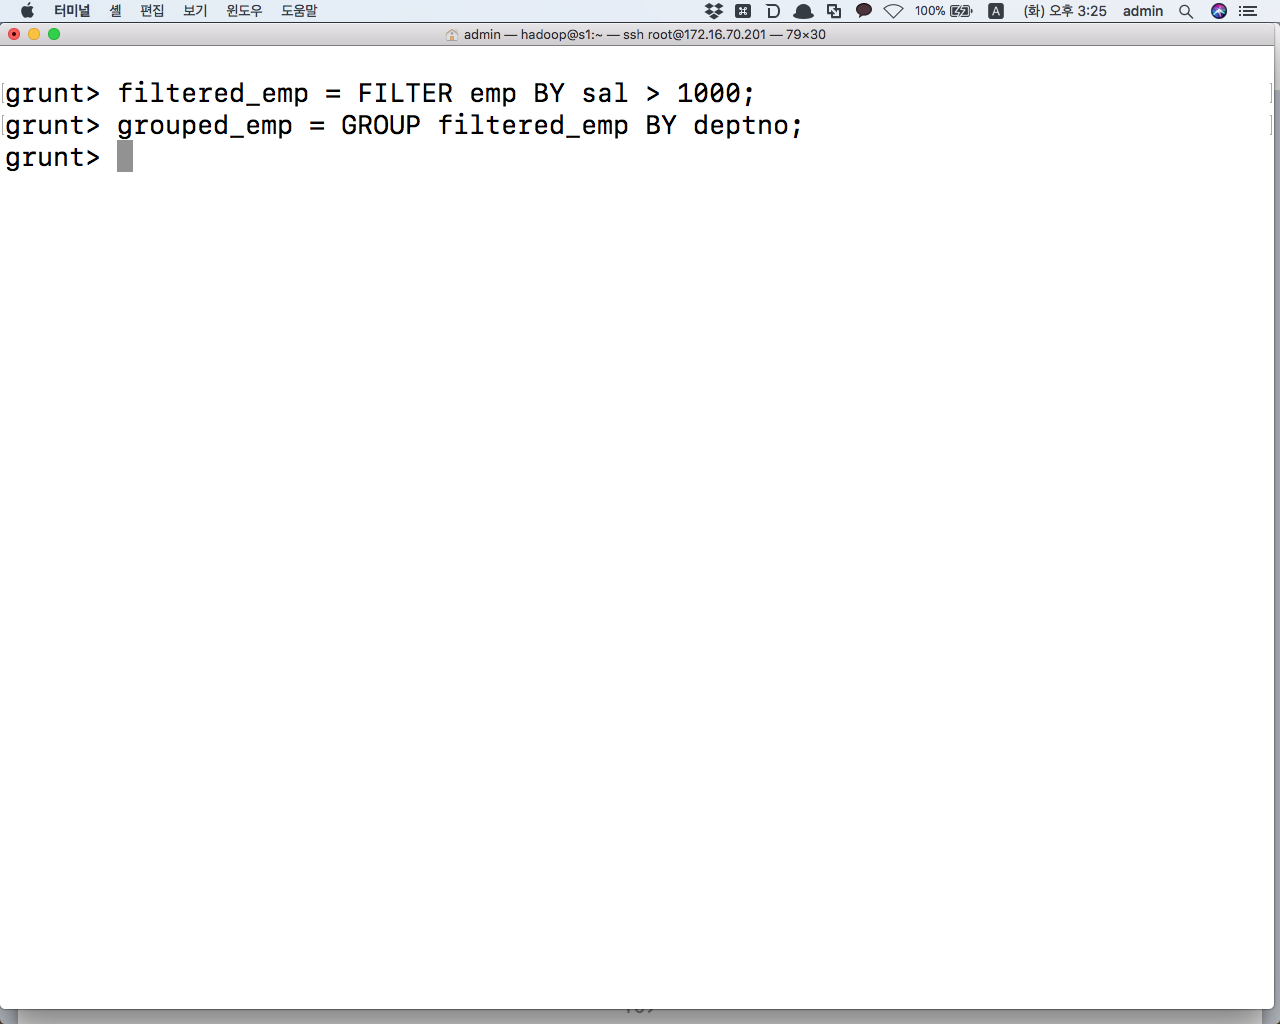 터미널 셸 편집 보기 윈도우 도움말 100% A (화) 오후 3:25 admin
admin — hadoop@s1:~ — ssh root@172.16.70.201 — 79×30
grunt> filtered_emp = FILTER emp BY sal > 1000;
grunt> grouped_emp = GROUP filtered_emp BY deptno;
grunt>